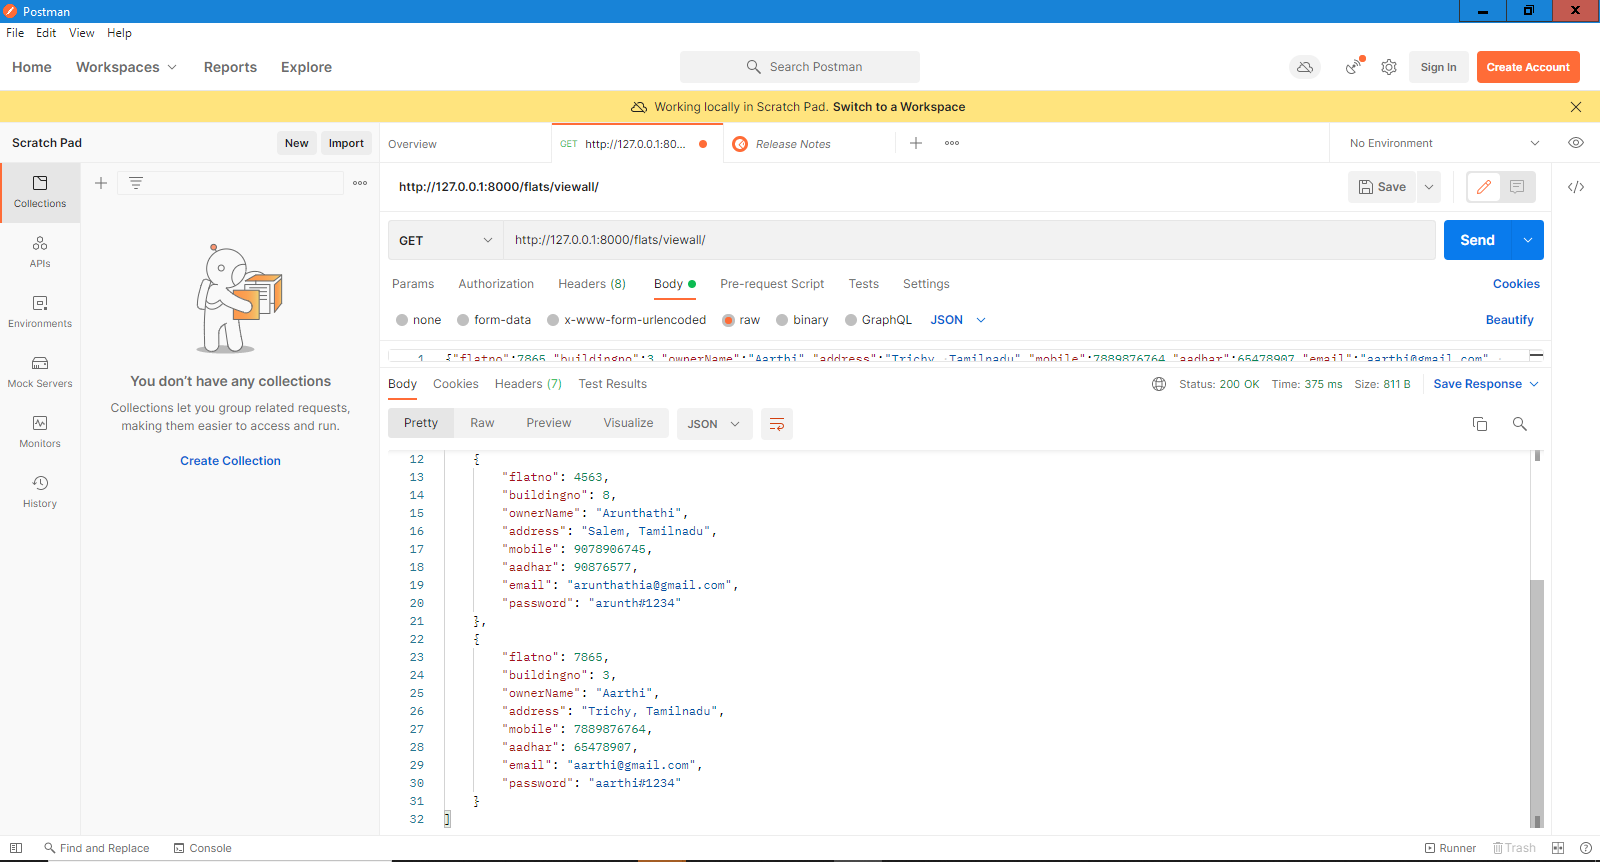 Postman
File Edit View Help
Home Workspaces Reports Explore Search Postman Sign In Create Account
Working locally in Scratch Pad. Switch to a Workspace
Scratch Pad New Import Overview GET http://127.0.0.1:80... Release Notes No Environment
http://127.0.0.1:8000/flats/viewall/ Save
Collections
GET http://127.0.0.1:8000/flats/viewall/ Send
APIs
Params Authorization Headers (8) Body Pre-request Script Tests Settings Cookies
Environments
none form-data x-www-form-urlencoded raw binary GraphQL JSON Beautify
1 {"flatno":7865,"buildingno":3,"ownerName":"Aarthi","address":"Trichy, Tamilnadu","mobile":7889876764,"aadhar":65478907,"email":"aarthi@gmail.com",
Mock Servers
You don't have any collections
Collections let you group related requests,
making them easier to access and run.
Create Collection
Monitors
History
Body Cookies Headers (7) Test Results Status: 200 OK Time: 375 ms Size: 811 B Save Response
Pretty Raw Preview Visualize JSON
12 {
13 "flatno": 4563,
14 "buildingno": 8,
15 "ownerName": "Arunthathi",
16 "address": "Salem, Tamilnadu",
17 "mobile": 9078906745,
18 "aadhar": 90876577,
19 "email": "arunthathia@gmail.com",
20 "password": "arunth#1234"
21 },
22 {
23 "flatno": 7865,
24 "buildingno": 3,
25 "ownerName": "Aarthi",
26 "address": "Trichy, Tamilnadu",
27 "mobile": 7889876764,
28 "aadhar": 65478907,
29 "email": "aarthi@gmail.com",
30 "password": "aarthi#1234"
31 }
32 ]
Find and Replace Console Runner Trash